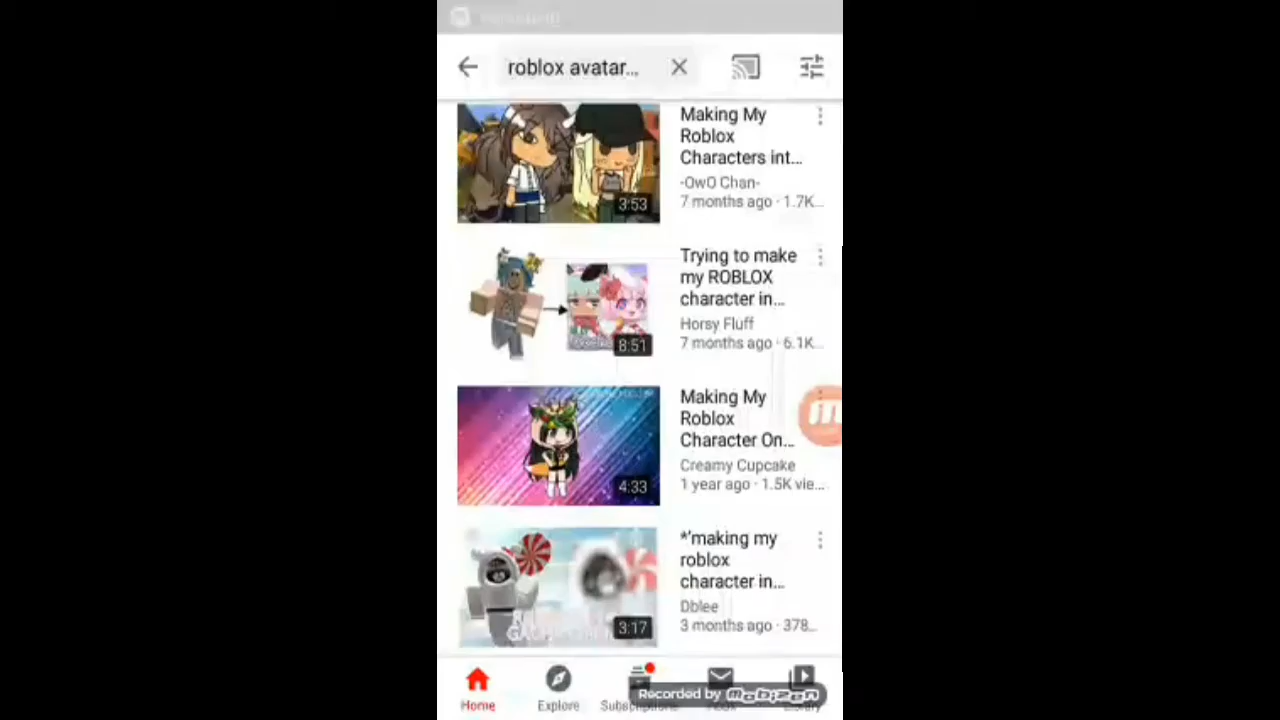 roblox avatar...
Making My
Roblox
Characters int...
-OwO Chan-
7 months ago · 1.7K...
3:53
Trying to make
my ROBLOX
character in...
Horsy Fluff
7 months ago · 6.1K...
8:51
Making My
Roblox
Character On...
Creamy Cupcake
1 year ago · 1.5K vie...
4:33
*'making my
roblox
character in...
Dblee
3 months ago · 378...
3:17
Home
Explore
Subscriptions
Library
Recorded by mobizen